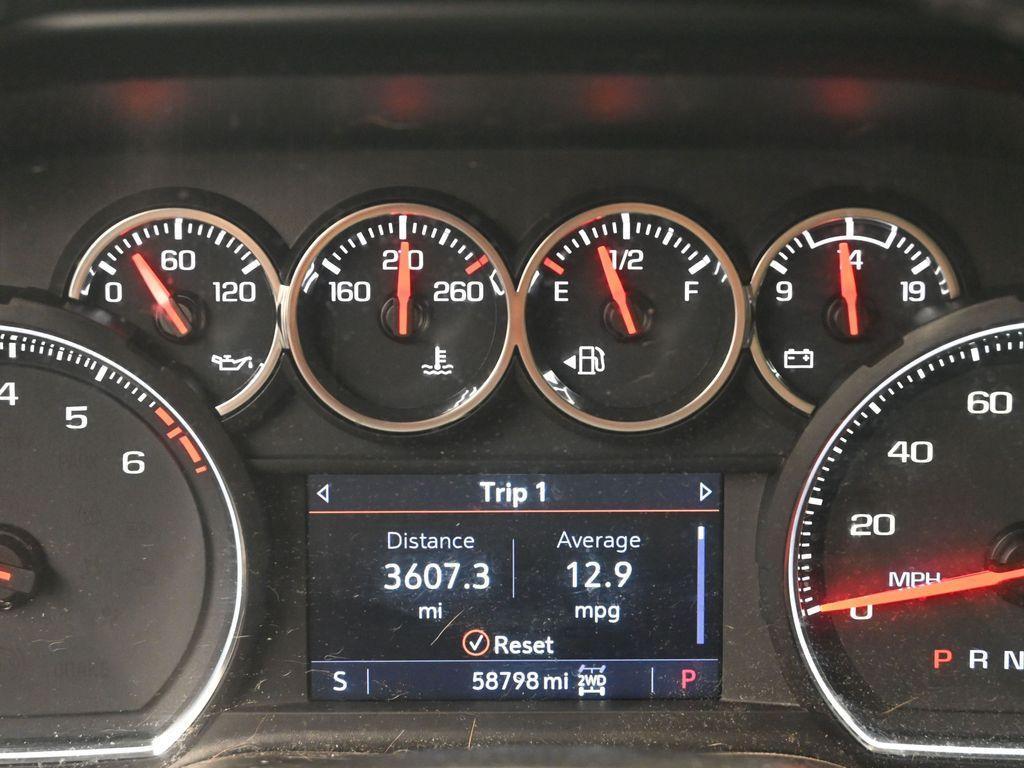 0 60 120
160 210 260
E 1/2 F
9 14 19
4 5 6
60
40
20
MPH
0
P R N
Trip 1
Distance Average
3607.3 12.9
mi mpg
Reset
S 58798 mi 2WD P